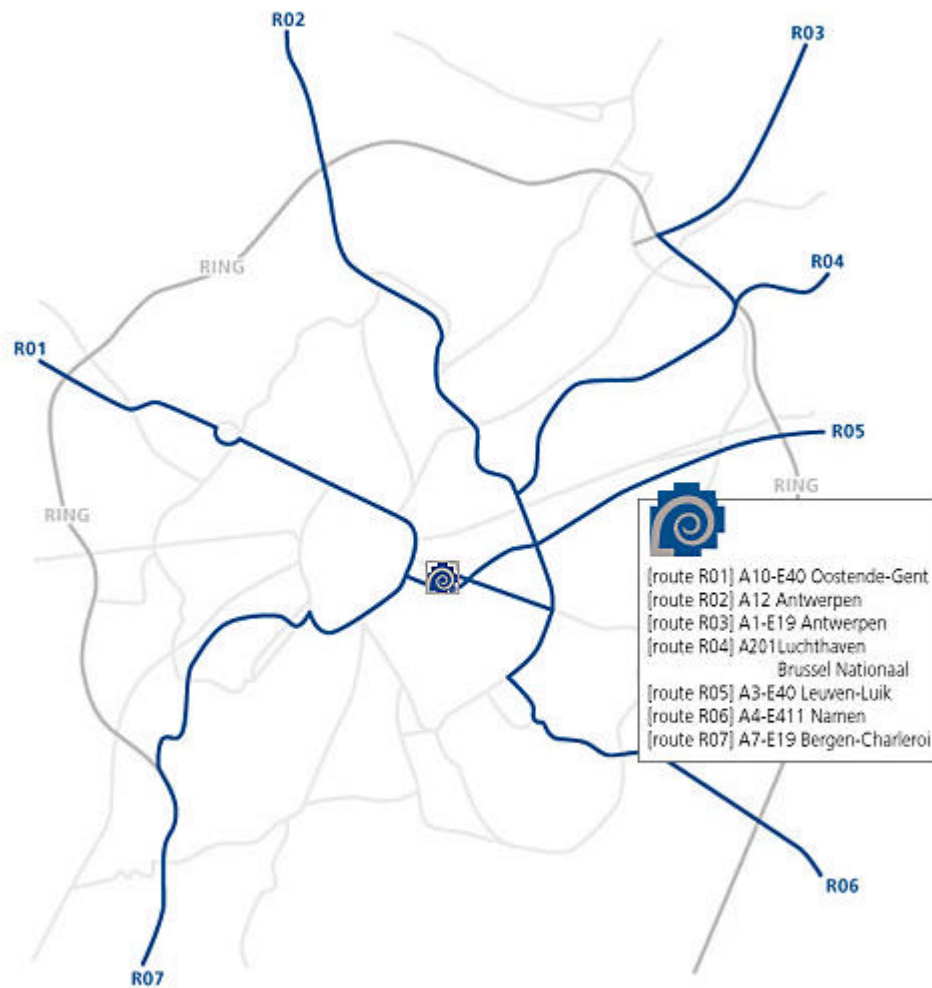 R02
R03
RING
R04
R01
R05
RING
RING
[route R01] A10-E40 Oostende-Gent
[route R02] A12 Antwerpen
[route R03] A1-E19 Antwerpen
[route R04] A201Luchthaven
Brussel Nationaal
[route R05] A3-E40 Leuven-Luik
[route R06] A4-E411 Namen
[route R07] A7-E19 Bergen-Charleroi
R06
R07